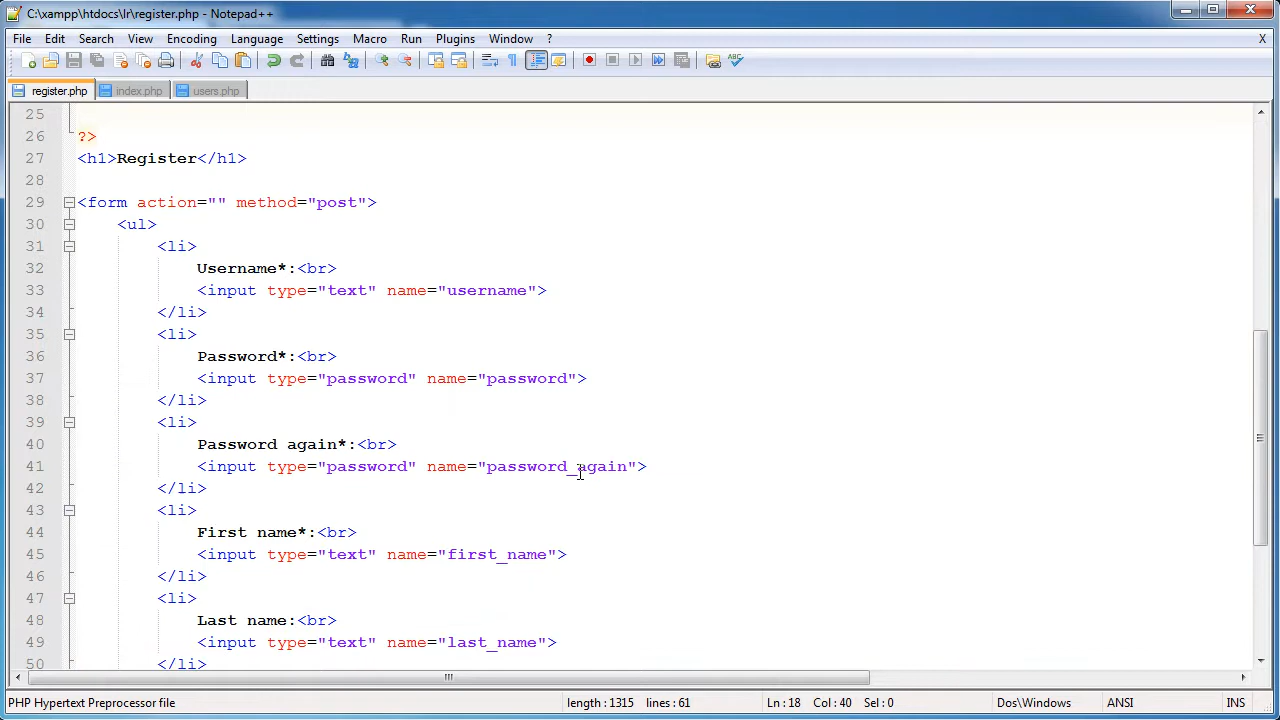 C:\xampp\htdocs\lr\register.php - Notepad++
File Edit Search View Encoding Language Settings Macro Run Plugins Window ? X
register.php index.php users.php
25
26 ?>
27 <h1>Register</h1>
28
29 <form action="" method="post">
30 <ul>
31 <li>
32 Username*:<br>
33 <input type="text" name="username">
34 </li>
35 <li>
36 Password*:<br>
37 <input type="password" name="password">
38 </li>
39 <li>
40 Password again*:<br>
41 <input type="password" name="password_again">
42 </li>
43 <li>
44 First name*:<br>
45 <input type="text" name="first_name">
46 </li>
47 <li>
48 Last name:<br>
49 <input type="text" name="last_name">
50 </li>
PHP Hypertext Preprocessor file length : 1315 lines : 61 Ln : 18 Col : 40 Sel : 0 Dos\Windows ANSI INS